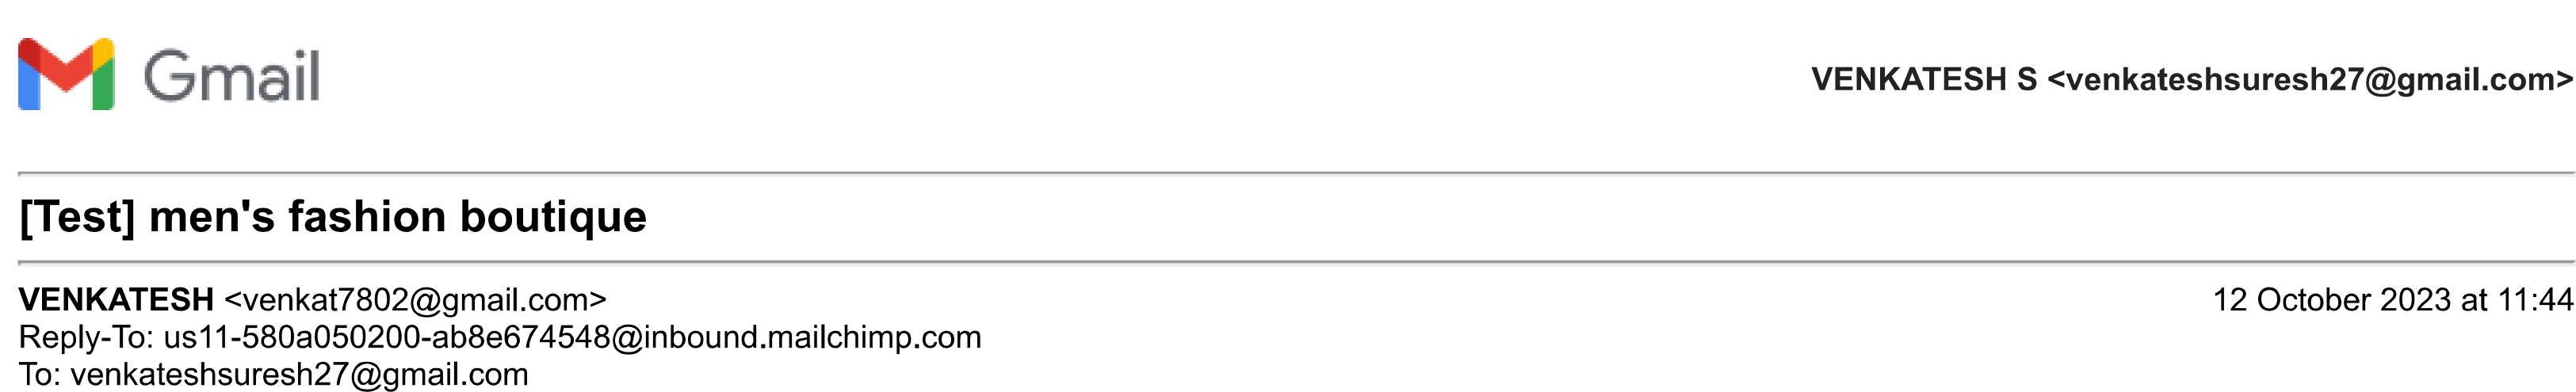 Gmail
VENKATESH S <venkateshsuresh27@gmail.com>
[Test] men's fashion boutique
VENKATESH <venkat7802@gmail.com>
12 October 2023 at 11:44
Reply-To: us11-580a050200-ab8e674548@inbound.mailchimp.com
To: venkateshsuresh27@gmail.com